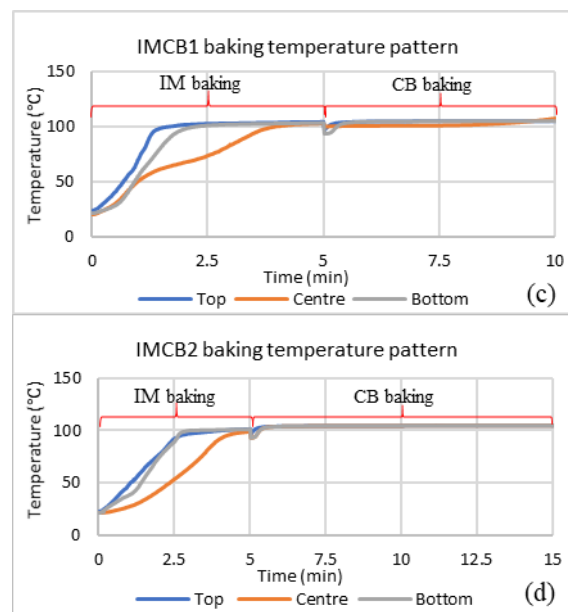 IMCB1 baking temperature pattern
IM baking
CB baking
Temperature (°C)
150
100
50
0
0 2.5 5 7.5 10
Time (min)
Top Centre Bottom
(c)
IMCB2 baking temperature pattern
IM baking
CB baking
Temperature (°C)
150
100
50
0
0 2.5 5 7.5 10 12.5 15
Time (min)
Top Centre Bottom
(d)